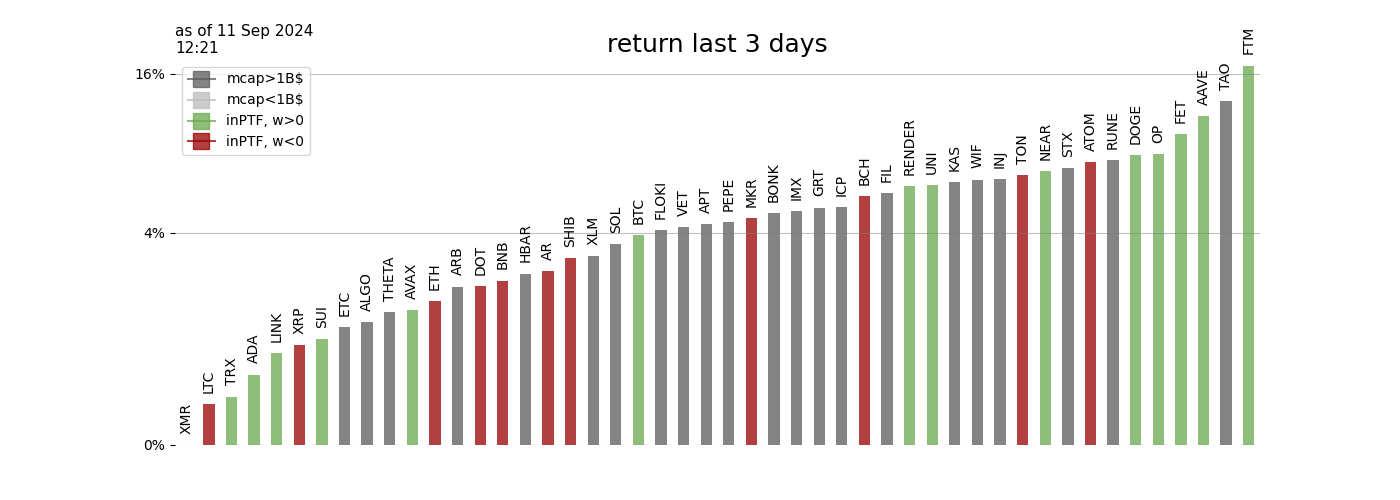 as of 11 Sep 2024
12:21
return last 3 days
16%
4%
0%
mcap>1B$
mcap<1B$
inPTF, w>0
inPTF, w<0
XMR
LTC
TRX
ADA
LINK
XRP
SUI
ETC
ALGO
THETA
AVAX
ETH
ARB
DOT
BNB
HBAR
AR
SHIB
XLM
SOL
BTC
FLOKI
VET
APT
PEPE
MKR
BONK
IMX
GRT
ICP
BCH
FIL
RENDER
UNI
KAS
WIF
INJ
TON
NEAR
STX
ATOM
RUNE
DOGE
OP
FET
AAVE
TAO
FTM